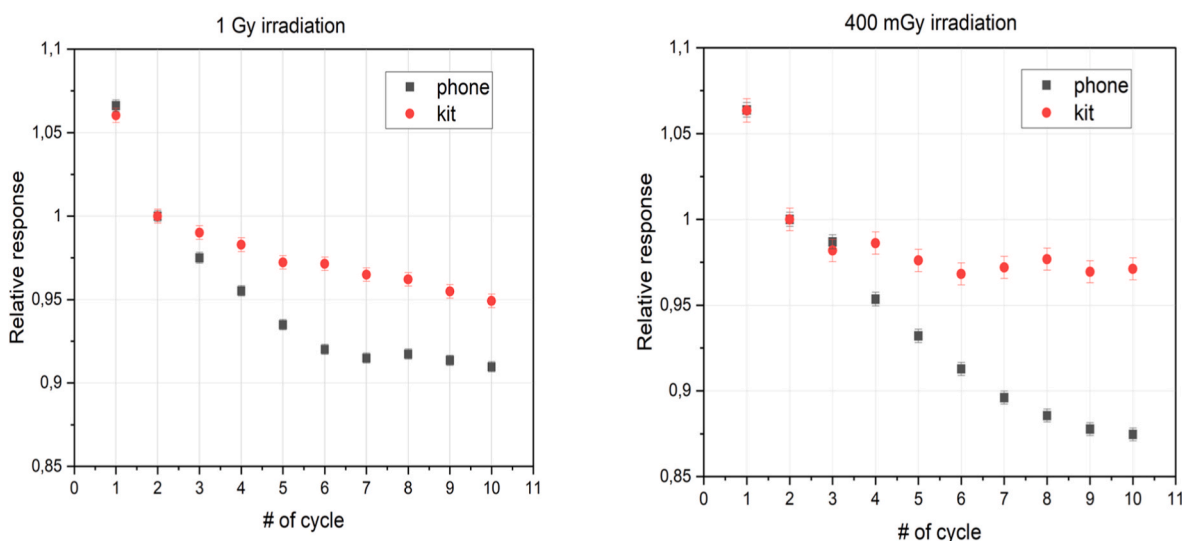 1 Gy irradiation
1,1
1,05
1
0,95
0,9
0,85
Relative response
phone
kit
0 1 2 3 4 5 6 7 8 9 10 11
# of cycle
400 mGy irradiation
1,1
1,05
1
0,95
0,9
0,85
Relative response
phone
kit
0 1 2 3 4 5 6 7 8 9 10 11
# of cycle